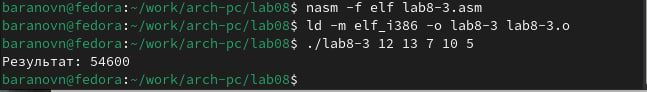 baranovn@fedora:~/work/arch-pc/lab08$ nasm -f elf lab8-3.asm
baranovn@fedora:~/work/arch-pc/lab08$ ld -m elf_i386 -o lab8-3 lab8-3.o
baranovn@fedora:~/work/arch-pc/lab08$ ./lab8-3 12 13 7 10 5
Результат: 54600
baranovn@fedora:~/work/arch-pc/lab08$